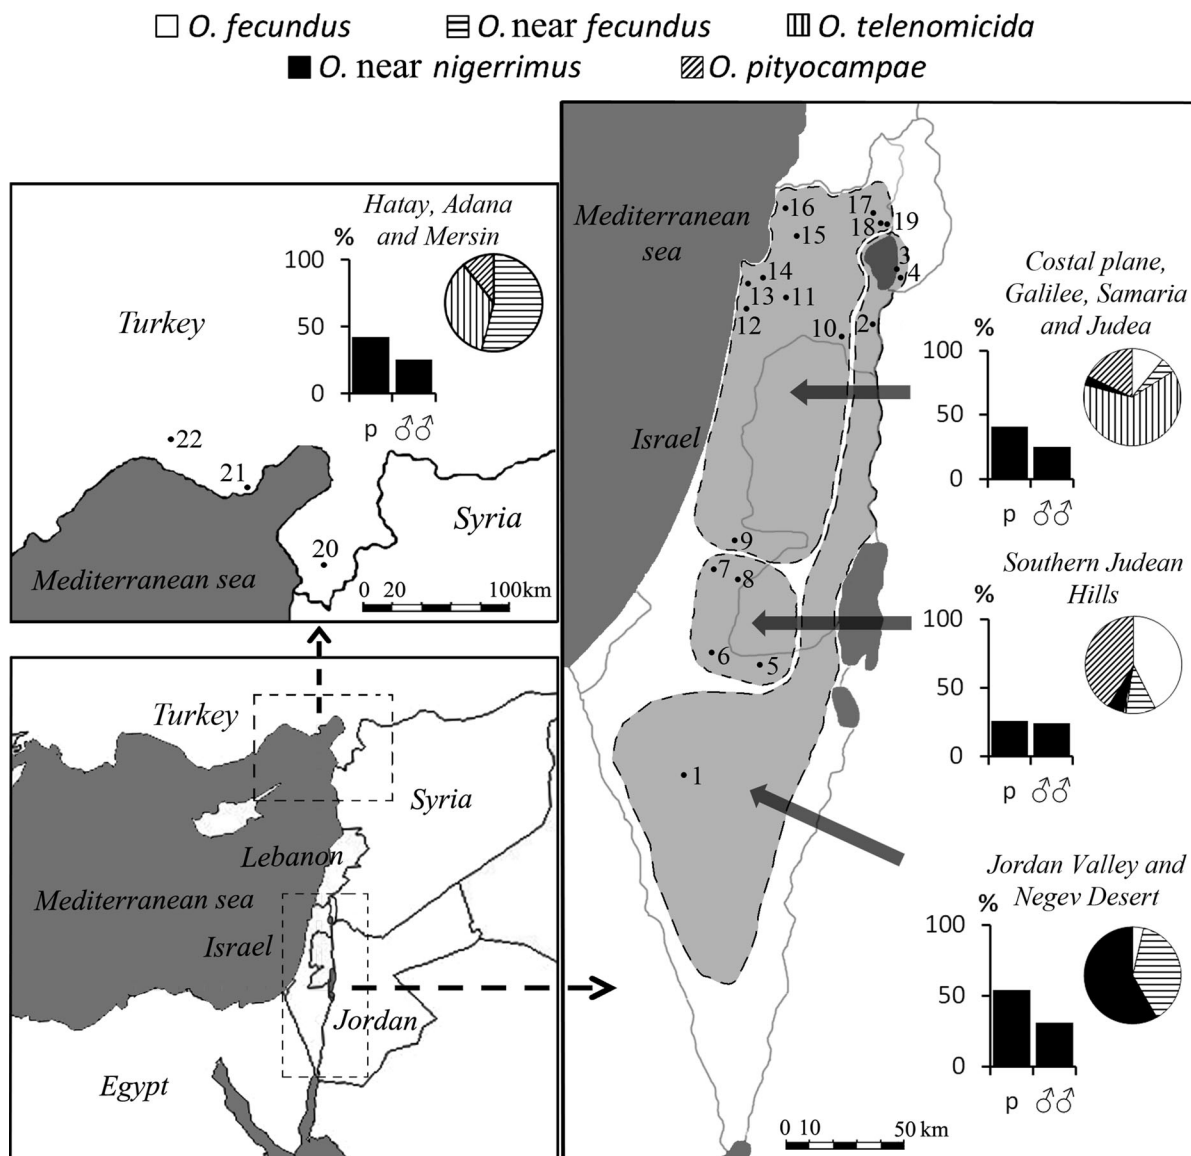 O. fecundus O. near fecundus O. telenomicida
O. near nigerrimus O. pityocampae
Hatay, Adana
and Mersin
%
100
50
0
p ♂♂
Turkey
22
21
20
Syria
Mediterranean sea
0 20 100km
Turkey
Syria
Lebanon
Mediterranean sea
Israel
Jordan
Egypt
Mediterranean
sea
Israel
16
15
17
18
19
3
4
14
13
12
11
10
2
9
7
8
6
5
1
0 10 50 km
Costal plane,
Galilee, Samaria
and Judea
%
100
50
0
p ♂♂
Southern Judean
Hills
%
100
50
0
p ♂♂
Jordan Valley and
Negev Desert
%
100
50
0
p ♂♂